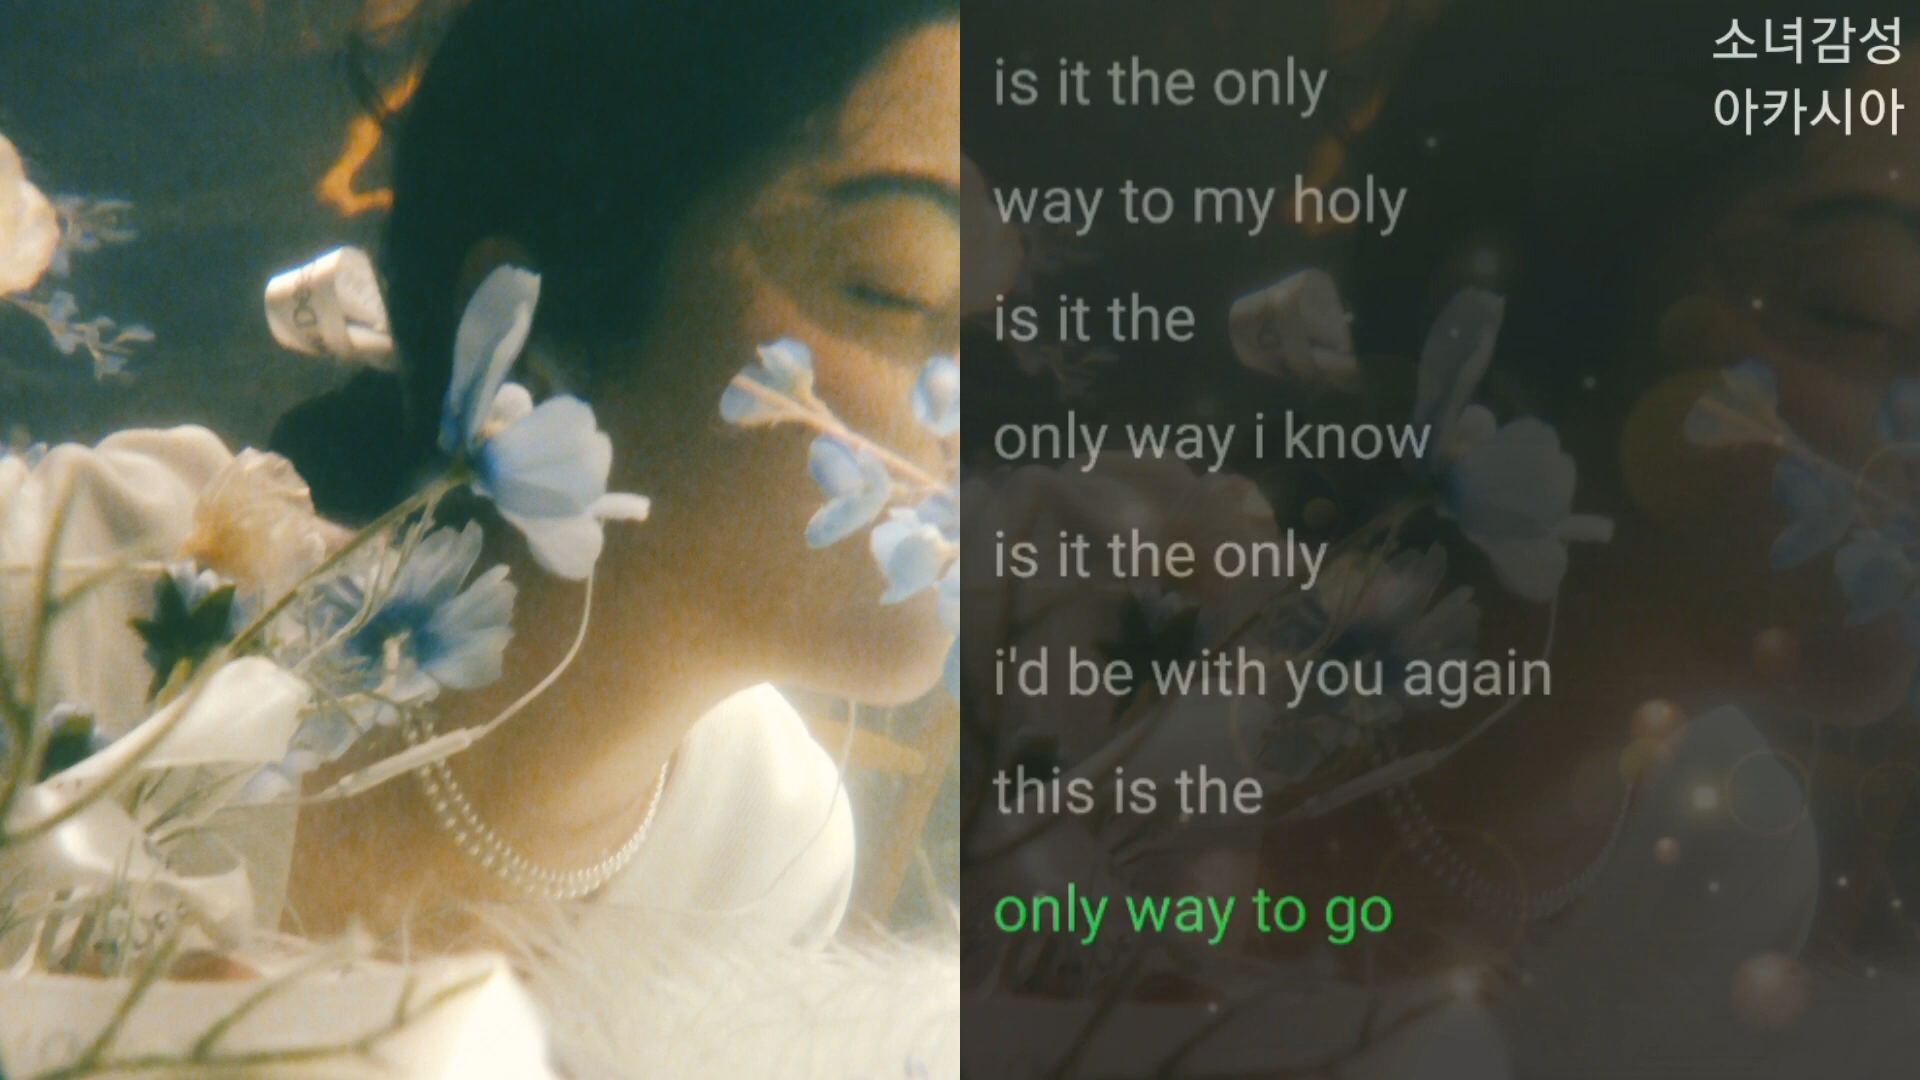 is it the only
way to my holy
is it the
only way i know
is it the only
i'd be with you again
this is the
only way to go
소녀감성
아카시아